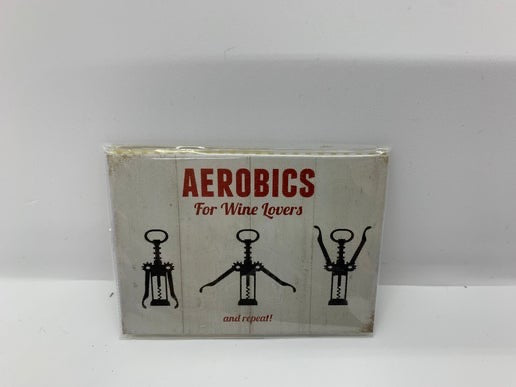 AEROBICS
For Wine Lovers
and repeat!